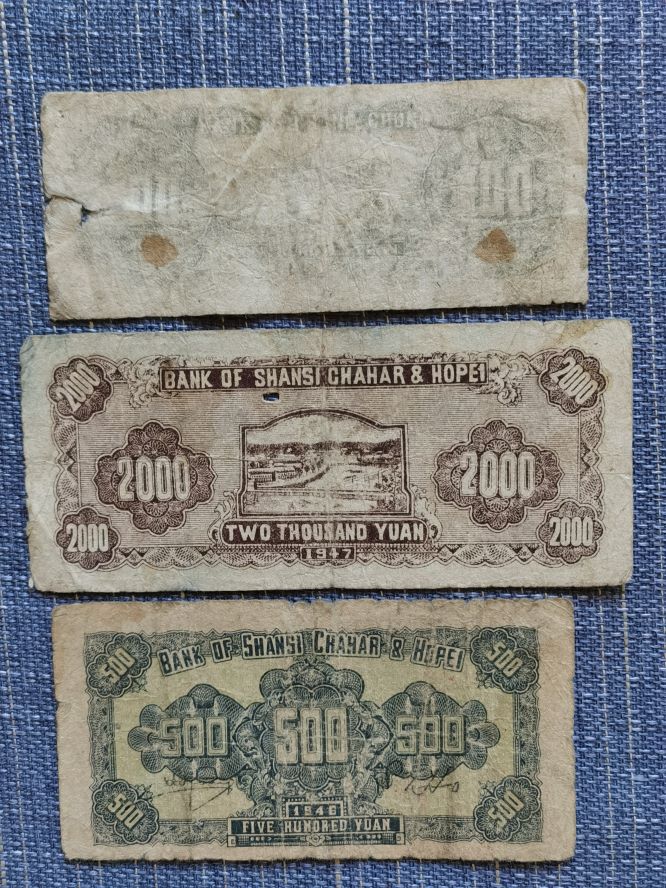 BANK OF SHANSI CHAHAR & HOPEI
2000 2000
2000 2000
2000 2000
TWO THOUSAND YUAN
1947
BANK OF SHANSI CHAHAR & HOPEI
500 500
500 500 500
500 500
1946
FIVE HUNDRED YUAN